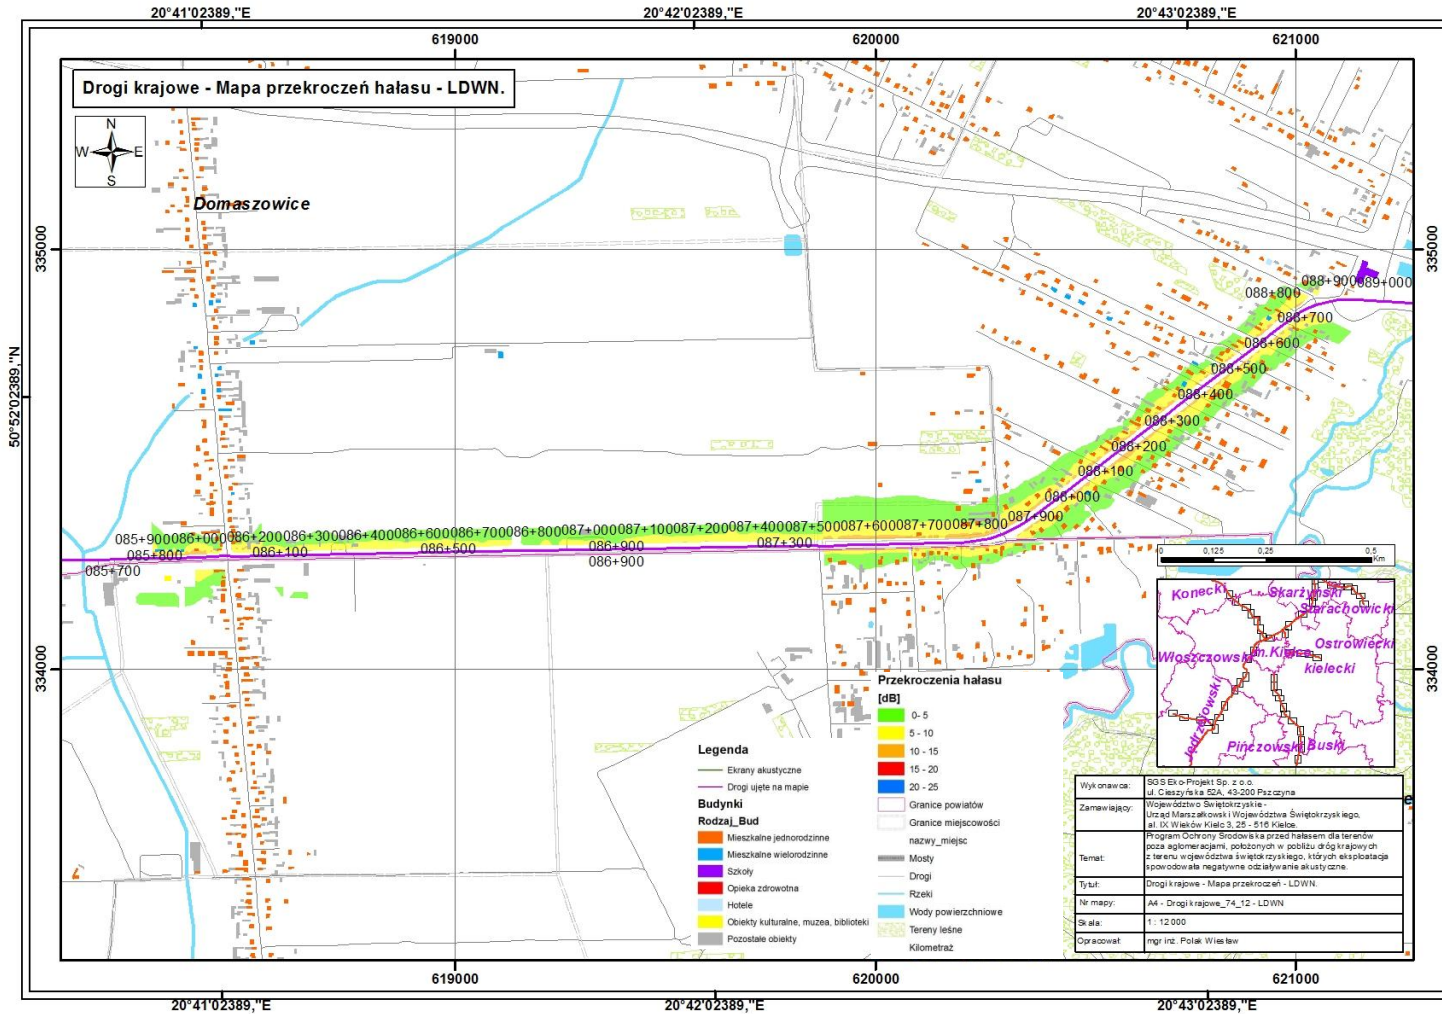 20°41'02389,"E
20°42'02389,"E
20°43'02389,"E
619000
620000
621000
Drogi krajowe - Mapa przekroczeń hałasu - LDWN.
N
W
E
S
Domaszowice
335000
335000
50°52'02389,"N
334000
334000
088+900
089+000
088+800
088+700
088+600
088+500
088+400
088+300
088+200
088+100
088+000
087+900
085+900
086+000
086+200
086+300
086+400
086+600
086+700
086+800
087+000
087+100
087+200
087+400
087+500
087+600
087+700
087+800
085+800
086+100
086+500
086+900
087+300
085+700
086+900
0
0,125
0,25
0,5
Km
Konecki
Skarżyński
Starachowicki
Ostrowiecki
Włoszczowski
m.Kielce
kielecki
Jędrzejowski
Pińczowski
Buski
Przekroczenia hałasu
[dB]
0- 5
5 - 10
10 - 15
15 - 20
20 - 25
Granice powiatów
Granice miejscowości
nazwy_miejsc
Mosty
Drogi
Rzeki
Wody powierzchniowe
Tereny leśne
Kilometraż
Legenda
Ekrany akustyczne
Drogi ujęte na mapie
Budynki
Rodzaj_Bud
Mieszkalne jednorodzinne
Mieszkalne wielorodzinne
Szkoły
Opieka zdrowotna
Hotele
Obiekty kulturalne, muzea, biblioteki
Pozostałe obiekty
Wykonawca:
SGS Eko-Projekt Sp. z o.o.
ul. Cieszyńska 52A, 43-200 Pszczyna
Zamawiający:
Województwo Świętokrzyskie -
Urząd Marszałkowski Województwa Świętokrzyskiego,
al. IX Wieków Kielc 3, 25 - 516 Kielce.
Temat:
Program Ochrony Środowiska przed hałasem dla terenów
poza aglomeracjami, położonych w pobliżu dróg krajowych
z terenu województwa świętokrzyskiego, których eksploatacja
spowodowała negatywne oddziaływanie akustyczne.
Tytuł:
Drogi krajowe - Mapa przekroczeń - LDWN.
Nr mapy:
A4 - Drogi krajowe_74_12 - LDWN
Skala:
1 : 12 000
Opracował:
mgr inż. Polak Wiesław
619000
620000
621000
20°41'02389,"E
20°42'02389,"E
20°43'02389,"E